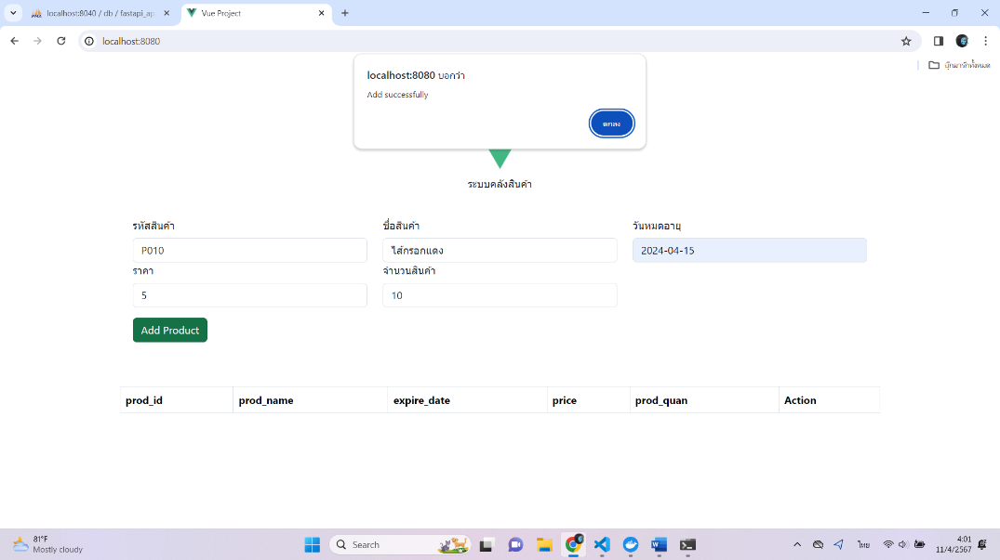 localhost:8040 / db / fastapi_ap
Vue Project
localhost:8080
บุ๊กมาร์กทั้งหมด
localhost:8080 บอกว่า
Add successfully
ตกลง
ระบบคลังสินค้า
รหัสสินค้า ชื่อสินค้า วันหมดอายุ
P010 ไส้กรอกแดง 2024-04-15
ราคา จำนวนสินค้า
5 10
Add Product
prod_id prod_name expire_date price prod_quan Action
81°F
Mostly cloudy
Search
ไทย
4:01
11/4/2567